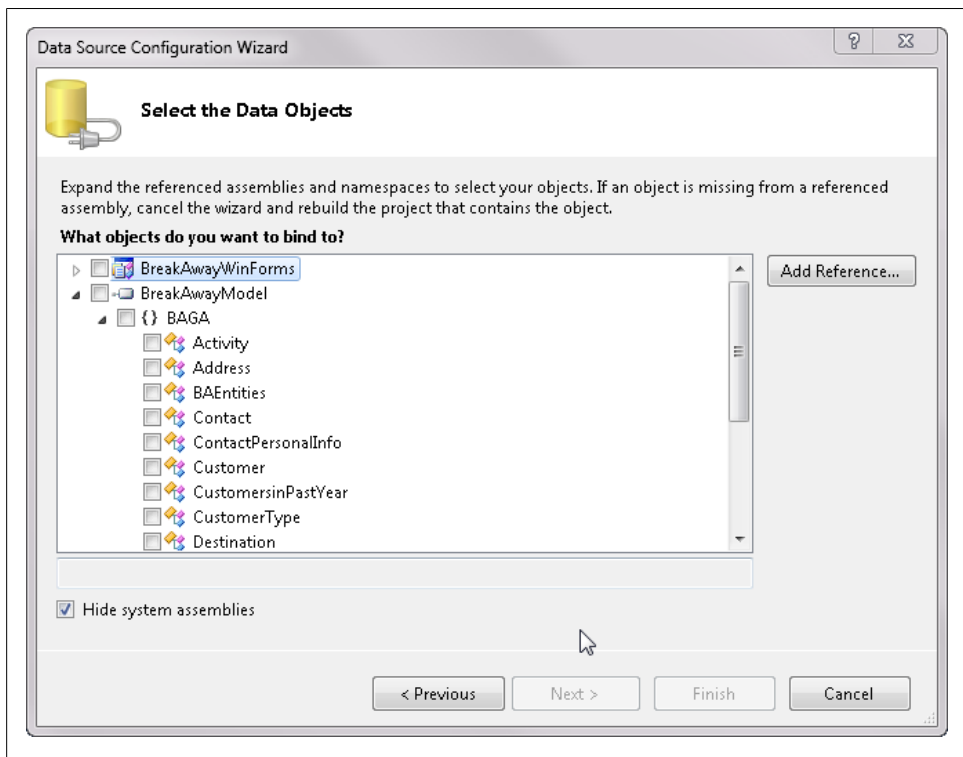 Data Source Configuration Wizard
Select the Data Objects
Expand the referenced assemblies and namespaces to select your objects. If an object is missing from a referenced
assembly, cancel the wizard and rebuild the project that contains the object.
What objects do you want to bind to?
BreakAwayWinForms
Add Reference...
BreakAwayModel
{} BAGA
Activity
Address
BAEntities
Contact
ContactPersonalInfo
Customer
CustomersinPastYear
CustomerType
Destination
Hide system assemblies
< Previous
Next >
Finish
Cancel